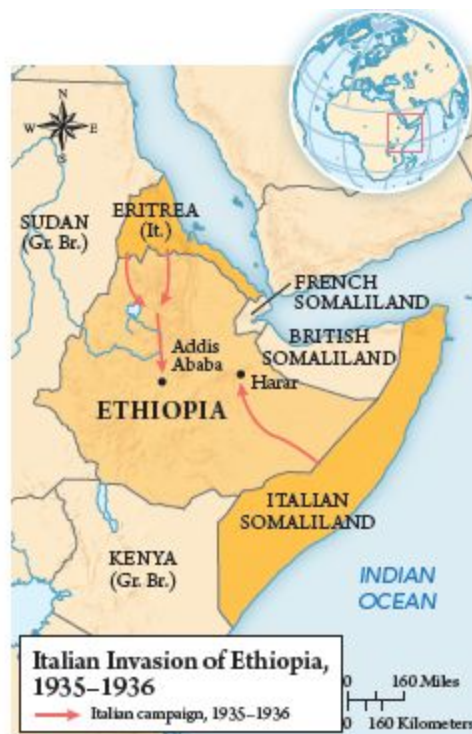 N
W
E
S
SUDAN
(Gr. Br.)
ERITREA
(It.)
FRENCH
SOMALILAND
BRITISH
SOMALILAND
Addis
Ababa
Harar
ETHIOPIA
ITALIAN
SOMALILAND
KENYA
(Gr. Br.)
INDIAN
OCEAN
Italian Invasion of Ethiopia,
1935–1936
Italian campaign, 1935–1936
0 160 Miles
0 160 Kilometers